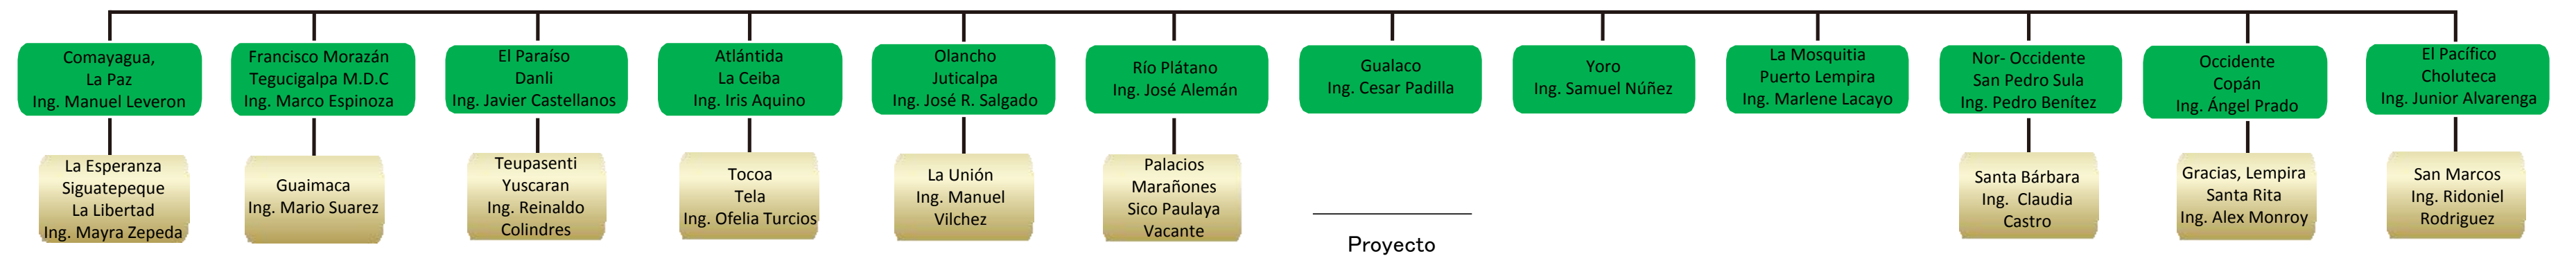 Comayagua,
La Paz
Ing. Manuel Leveron
Francisco Morazán
Tegucigalpa M.D.C
Ing. Marco Espinoza
El Paraíso
Danli
Ing. Javier Castellanos
Atlántida
La Ceiba
Ing. Iris Aquino
Olancho
Juticalpa
Ing. José R. Salgado
Río Plátano
Ing. José Alemán
Gualaco
Ing. Cesar Padilla
Yoro
Ing. Samuel Núñez
La Mosquitia
Puerto Lempira
Ing. Marlene Lacayo
Nor- Occidente
San Pedro Sula
Ing. Pedro Benítez
Occidente
Copán
Ing. Ángel Prado
El Pacífico
Choluteca
Ing. Junior Alvarenga
La Esperanza
Siguatepeque
La Libertad
Ing. Mayra Zepeda
Guaimaca
Ing. Mario Suarez
Teupasenti
Yuscaran
Ing. Reinaldo
Colindres
Tocoa
Tela
Ing. Ofelia Turcios
La Unión
Ing. Manuel
Vilchez
Palacios
Marañones
Sico Paulaya
Vacante
Proyecto
Santa Bárbara
Ing. Claudia
Castro
Gracias, Lempira
Santa Rita
Ing. Alex Monroy
San Marcos
Ing. Ridoniel
Rodriguez